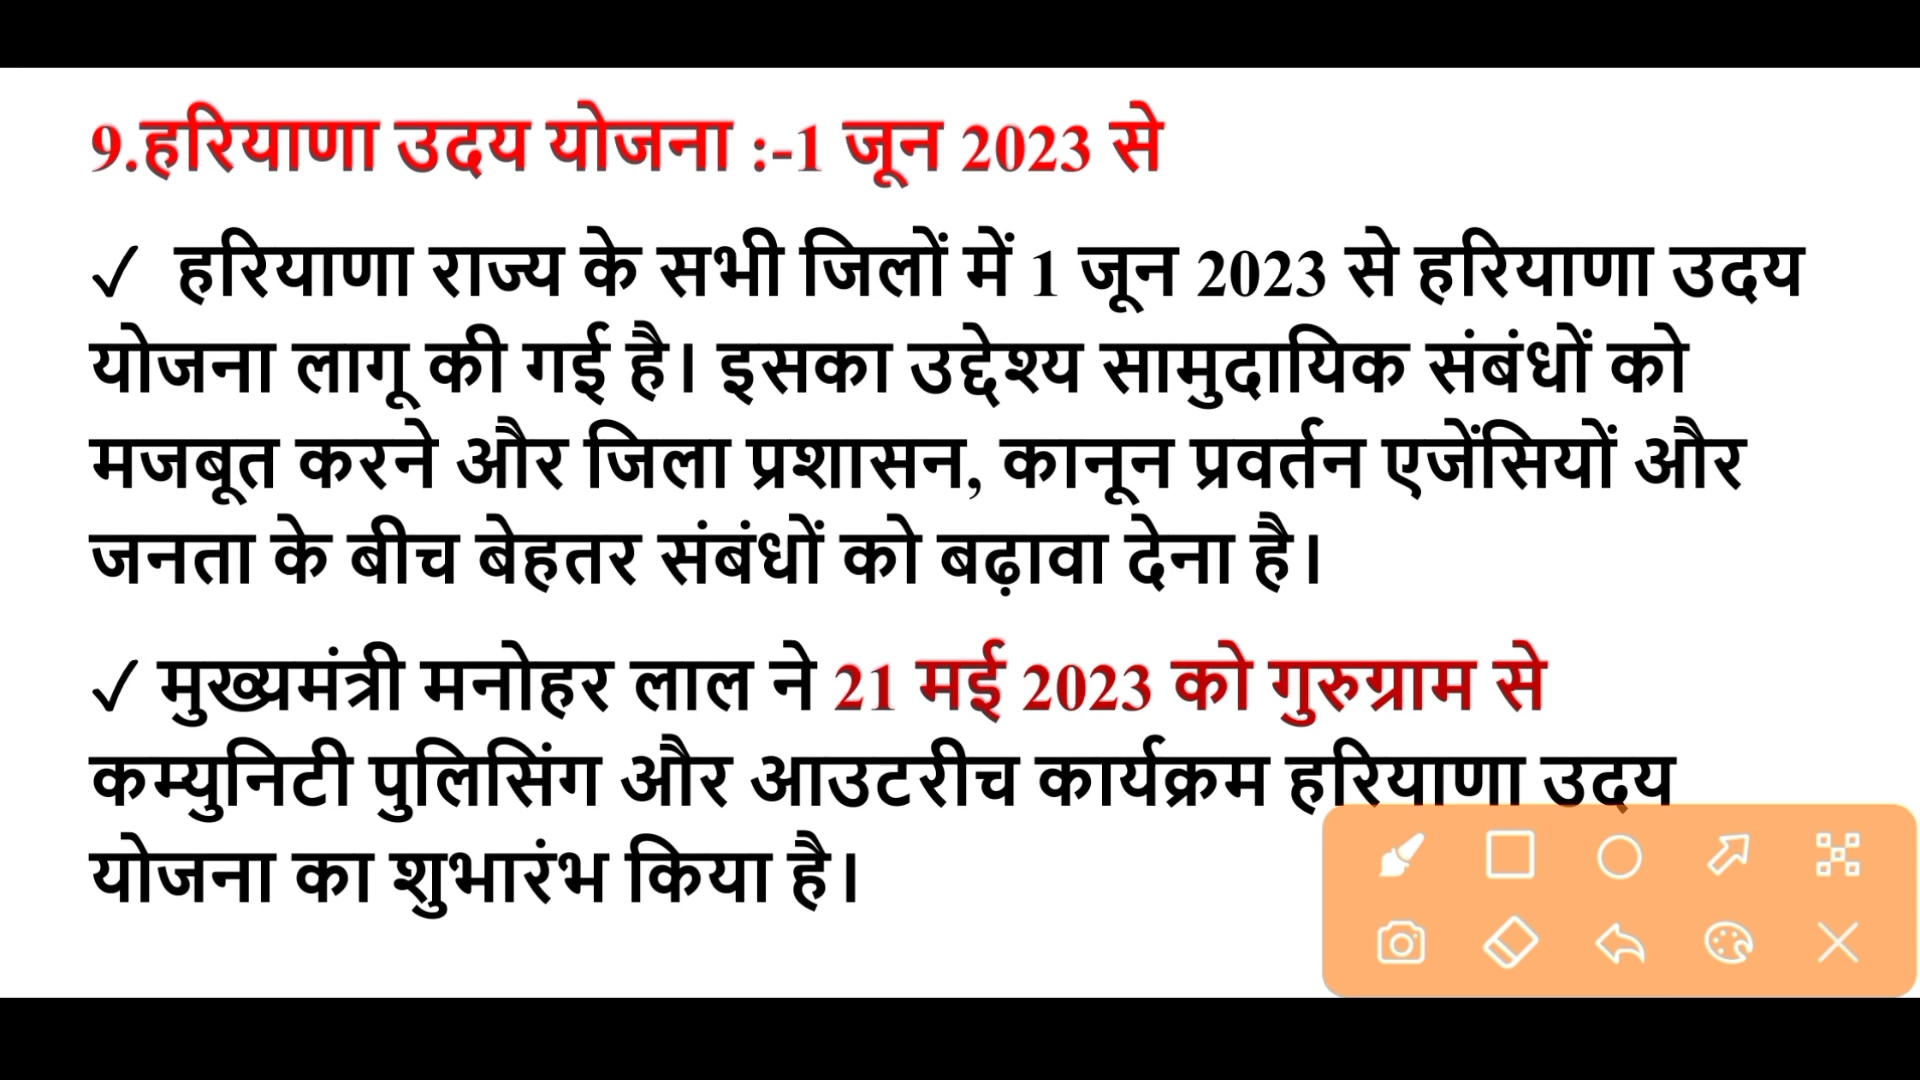 9.हरियाणा उदय योजना :-1 जून 2023 से
✓ हरियाणा राज्य के सभी जिलों में 1 जून 2023 से हरियाणा उदय
योजना लागू की गई है। इसका उद्देश्य सामुदायिक संबंधों को
मजबूत करने और जिला प्रशासन, कानून प्रवर्तन एजेंसियों और
जनता के बीच बेहतर संबंधों को बढ़ावा देना है।
✓ मुख्यमंत्री मनोहर लाल ने 21 मई 2023 को गुरुग्राम से
कम्युनिटी पुलिसिंग और आउटरीच कार्यक्रम हरियाणा उदय
योजना का शुभारंभ किया है।